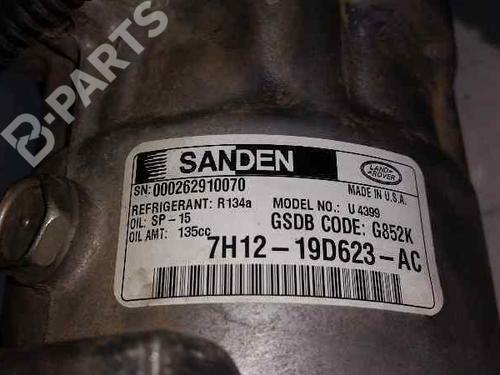 B-PARTS
SANDEN
LAND ROVER
SN: 000262910070
MADE IN U.S.A.
REFRIGERANT: R134a
MODEL NO.: U 4399
OIL: SP-15
GSDB CODE: G852K
OIL AMT: 135cc
7H12-19D623-AC